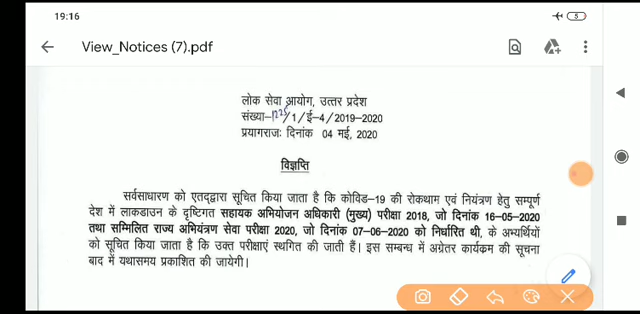 19:16
5
View_Notices (7).pdf
लोक सेवा आयोग, उत्तर प्रदेश
संख्या-1225/1/ई-4/2019-2020
प्रयागराजः दिनांक 04 मई, 2020
विज्ञप्ति
सर्वसाधारण को एतद्द्वारा सूचित किया जाता है कि कोविड-19 की रोकथाम एवं नियंत्रण हेतु सम्पूर्ण
देश में लाकडाउन के दृष्टिगत सहायक अभियोजन अधिकारी (मुख्य) परीक्षा 2018, जो दिनांक 16-05-2020
तथा सम्मिलित राज्य अभियंत्रण सेवा परीक्षा 2020, जो दिनांक 07-06-2020 को निर्धारित थी, के अभ्यर्थियों
को सूचित किया जाता है कि उक्त परीक्षाएं स्थगित की जाती हैं। इस सम्बन्ध में अग्रेतर कार्यक्रम की सूचना
बाद में यथासमय प्रकाशित की जायेगी।